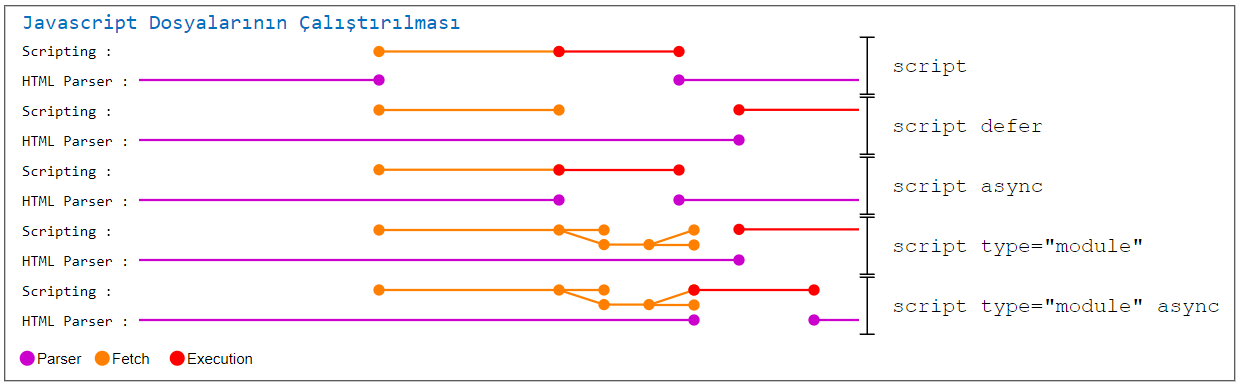 Javascript Dosyalarının Çalıştırılması
Scripting :
HTML Parser :
script
Scripting :
HTML Parser :
script defer
Scripting :
HTML Parser :
script async
Scripting :
HTML Parser :
script type="module"
Scripting :
HTML Parser :
script type="module" async
Parser Fetch Execution